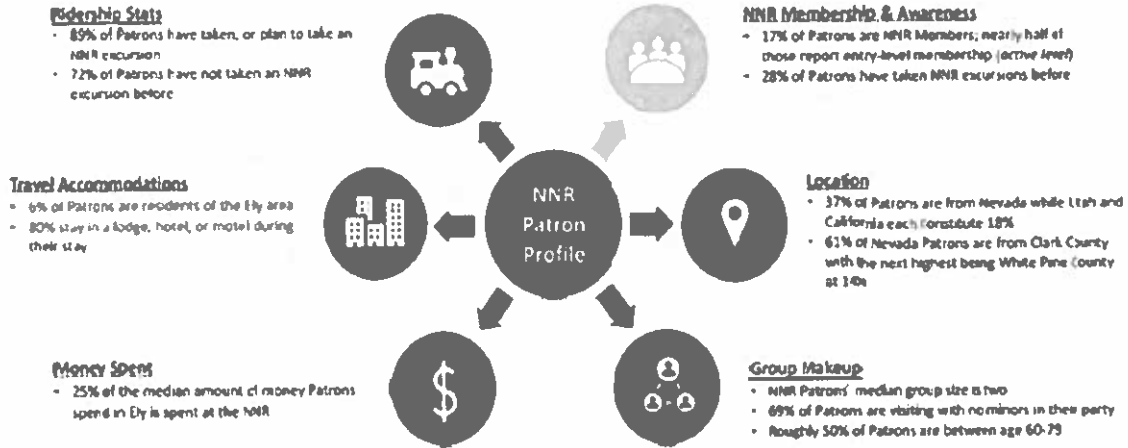 Ridership Stats
• 89% of Patrons have taken, or plan to take an
NNR excursion
• 72% of Patrons have not taken an NNR
excursion before
NNR Membership & Awareness
• 17% of Patrons are NNR Members; nearly half of
those report entry-level membership (active level)
• 28% of Patrons have taken NNR excursions before
Travel Accommodations
• 6% of Patrons are residents of the Ely area
• 80% stay in a lodge, hotel, or motel during
their stay
NNR
Patron
Profile
Location
• 37% of Patrons are from Nevada while Utah and
California each constitute 18%
• 61% of Nevada Patrons are from Clark County
with the next highest being White Pine County
at
Money Spent
• 25% of the median amount of money Patrons
spend in Ely is spent at the NNR
$
Group Makeup
• NNR Patrons' median group size is two
• 69% of Patrons are visiting with no minors in their party
• Roughly 50% of Patrons are between age 60-79